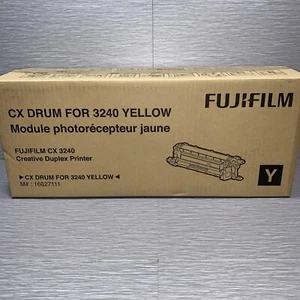 CX DRUM FOR 3240 YELLOW
Module photorécepteur jaune
FUJIFILM
FUJIFILM CX 3240
Creative Duplex Printer
►CX DRUM FOR 3240 YELLOW◄
M# : 16627111
Y